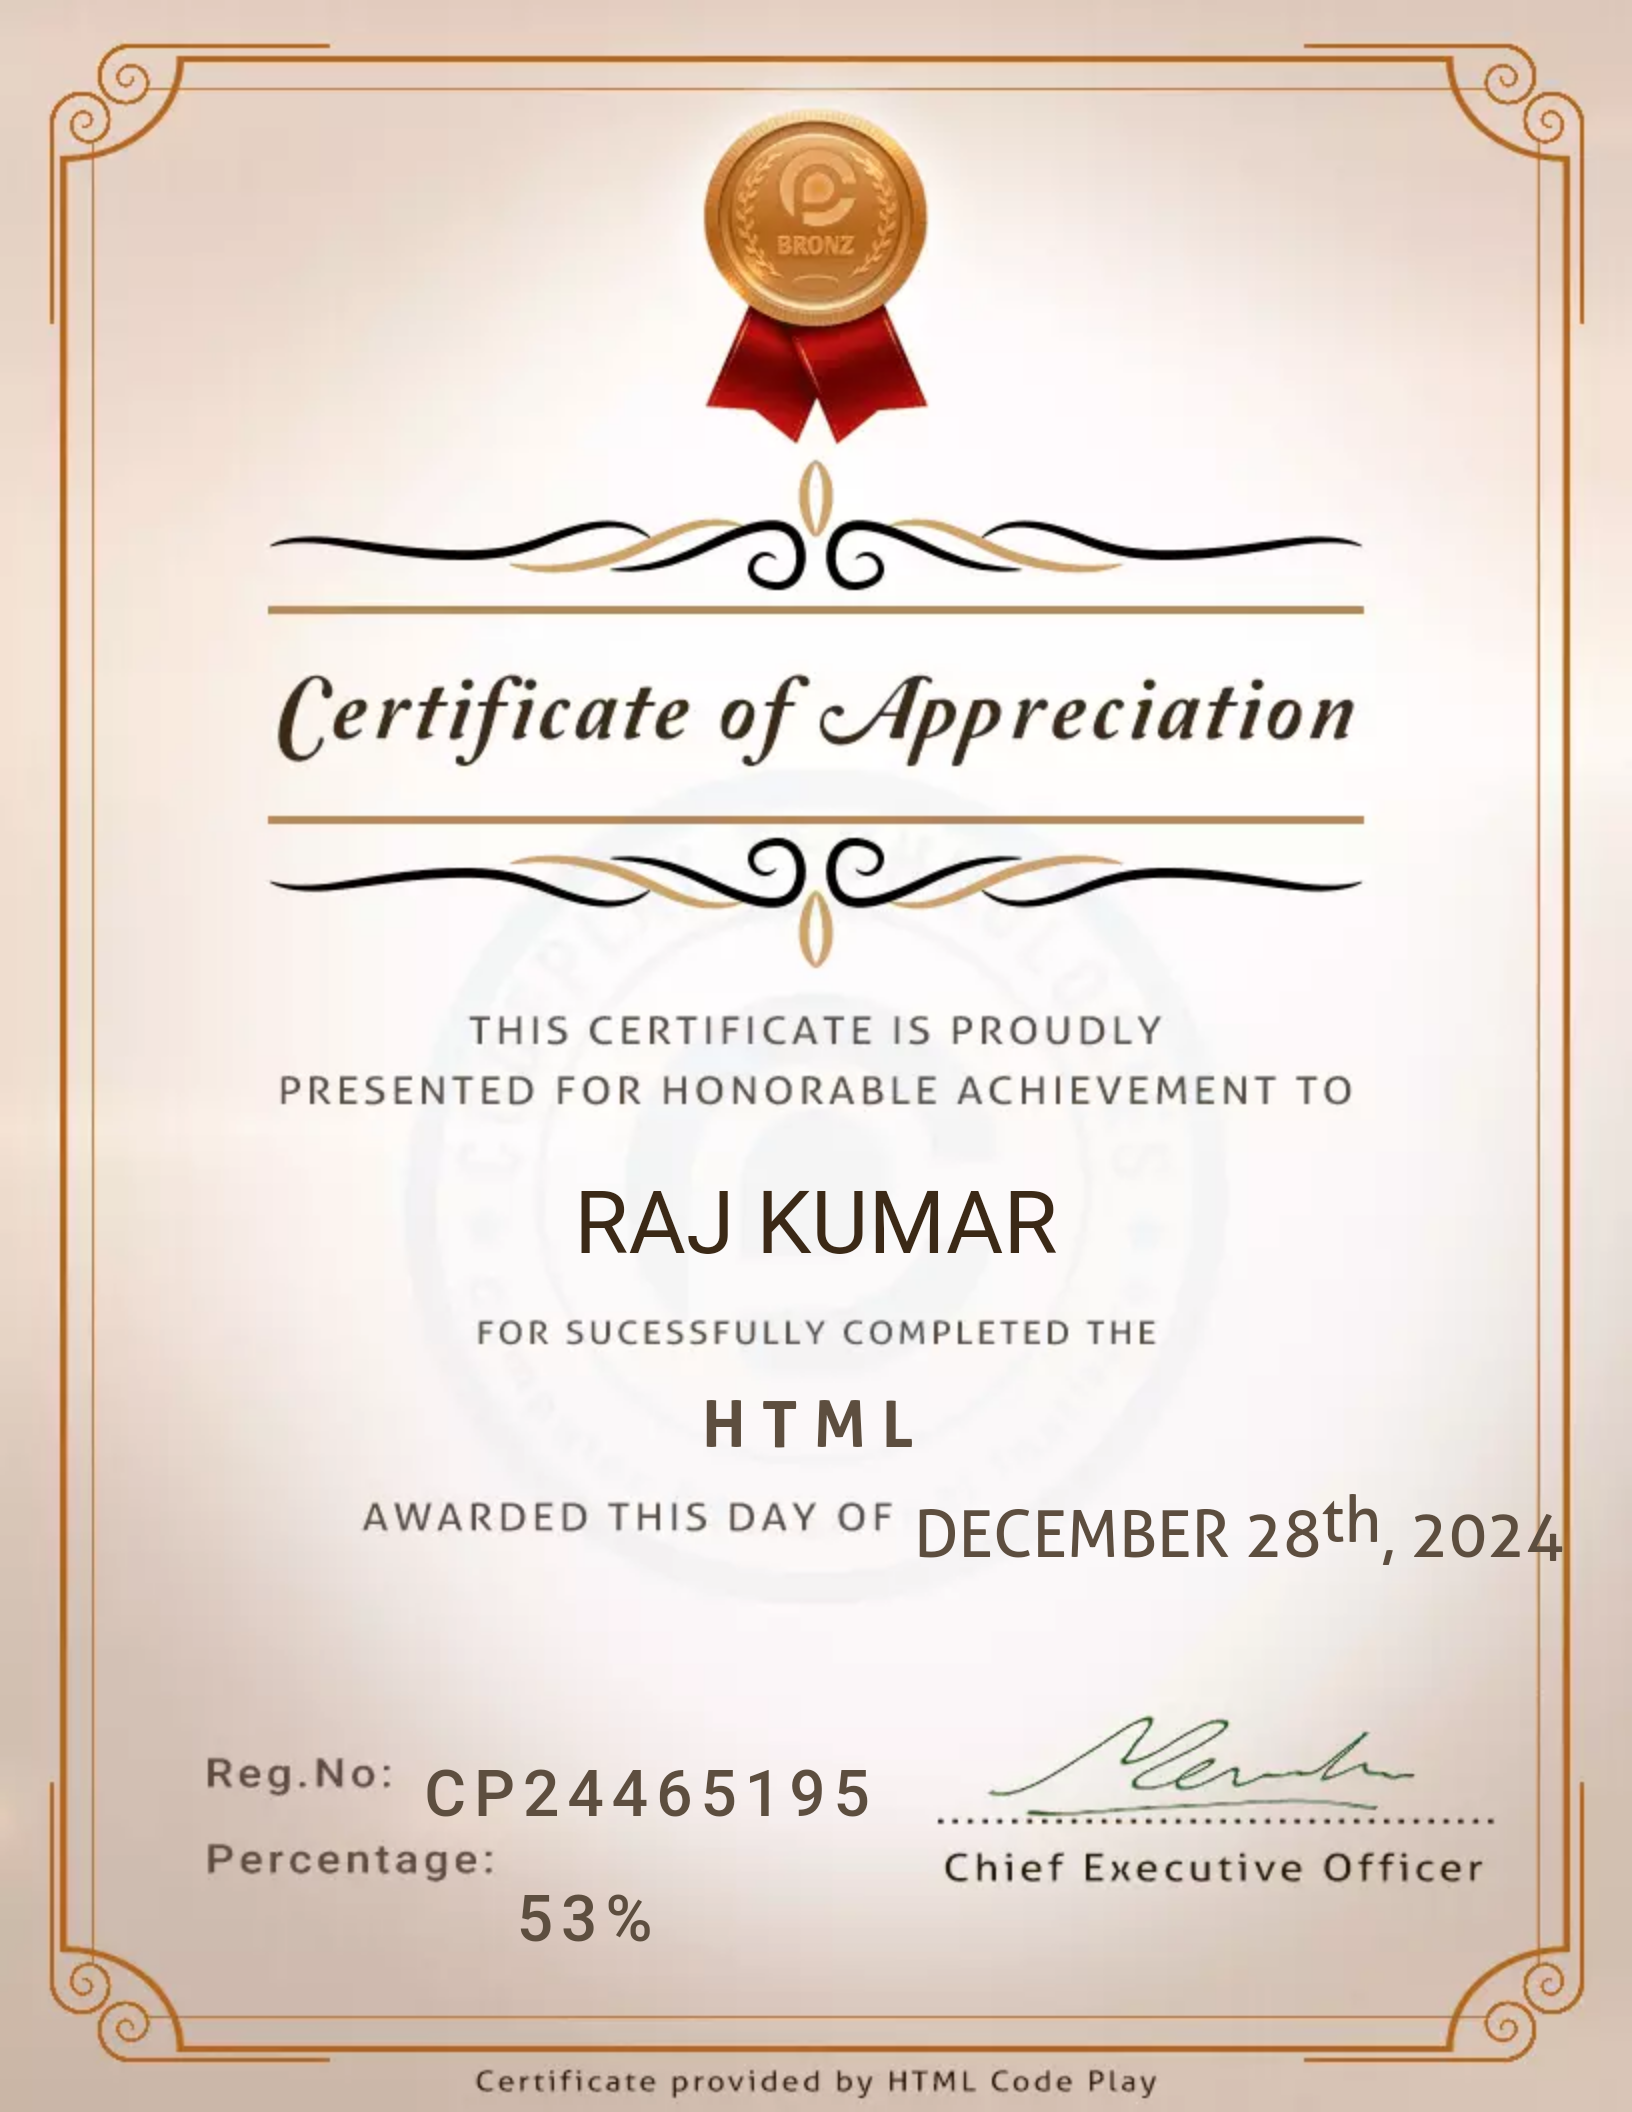 BRONZ
Certificate of Appreciation
THIS CERTIFICATE IS PROUDLY
PRESENTED FOR HONORABLE ACHIEVEMENT TO
RAJ KUMAR
FOR SUCESSFULLY COMPLETED THE
HTML
AWARDED THIS DAY OF DECEMBER 28th, 2024
Reg.No: CP24465195
Percentage:
53%
Chief Executive Officer
Certificate provided by HTML Code Play